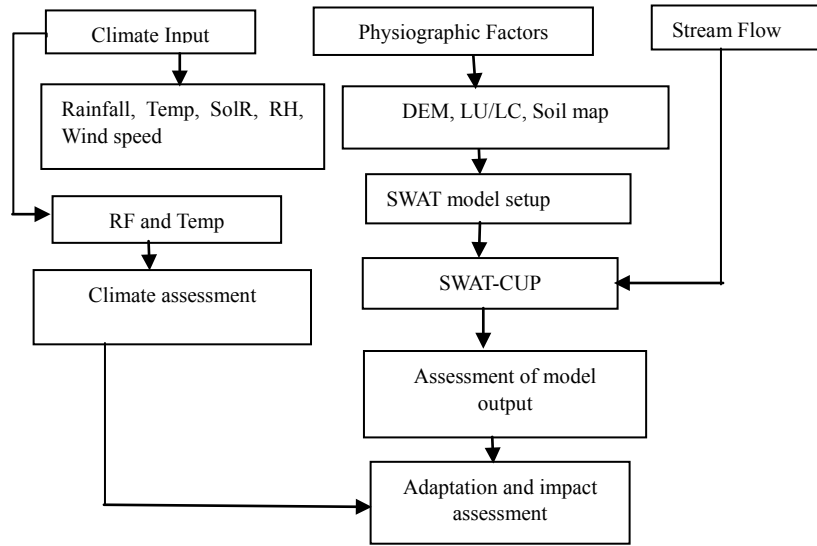 Climate Input
Physiographic Factors
Stream Flow
Rainfall, Temp, SolR, RH,
Wind speed
DEM, LU/LC, Soil map
SWAT model setup
RF and Temp
SWAT-CUP
Climate assessment
Assessment of model
output
Adaptation and impact
assessment